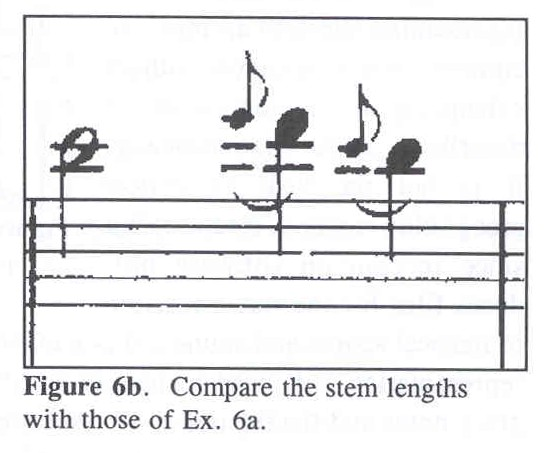 Figure 6b. Compare the stem lengths
with those of Ex. 6a.